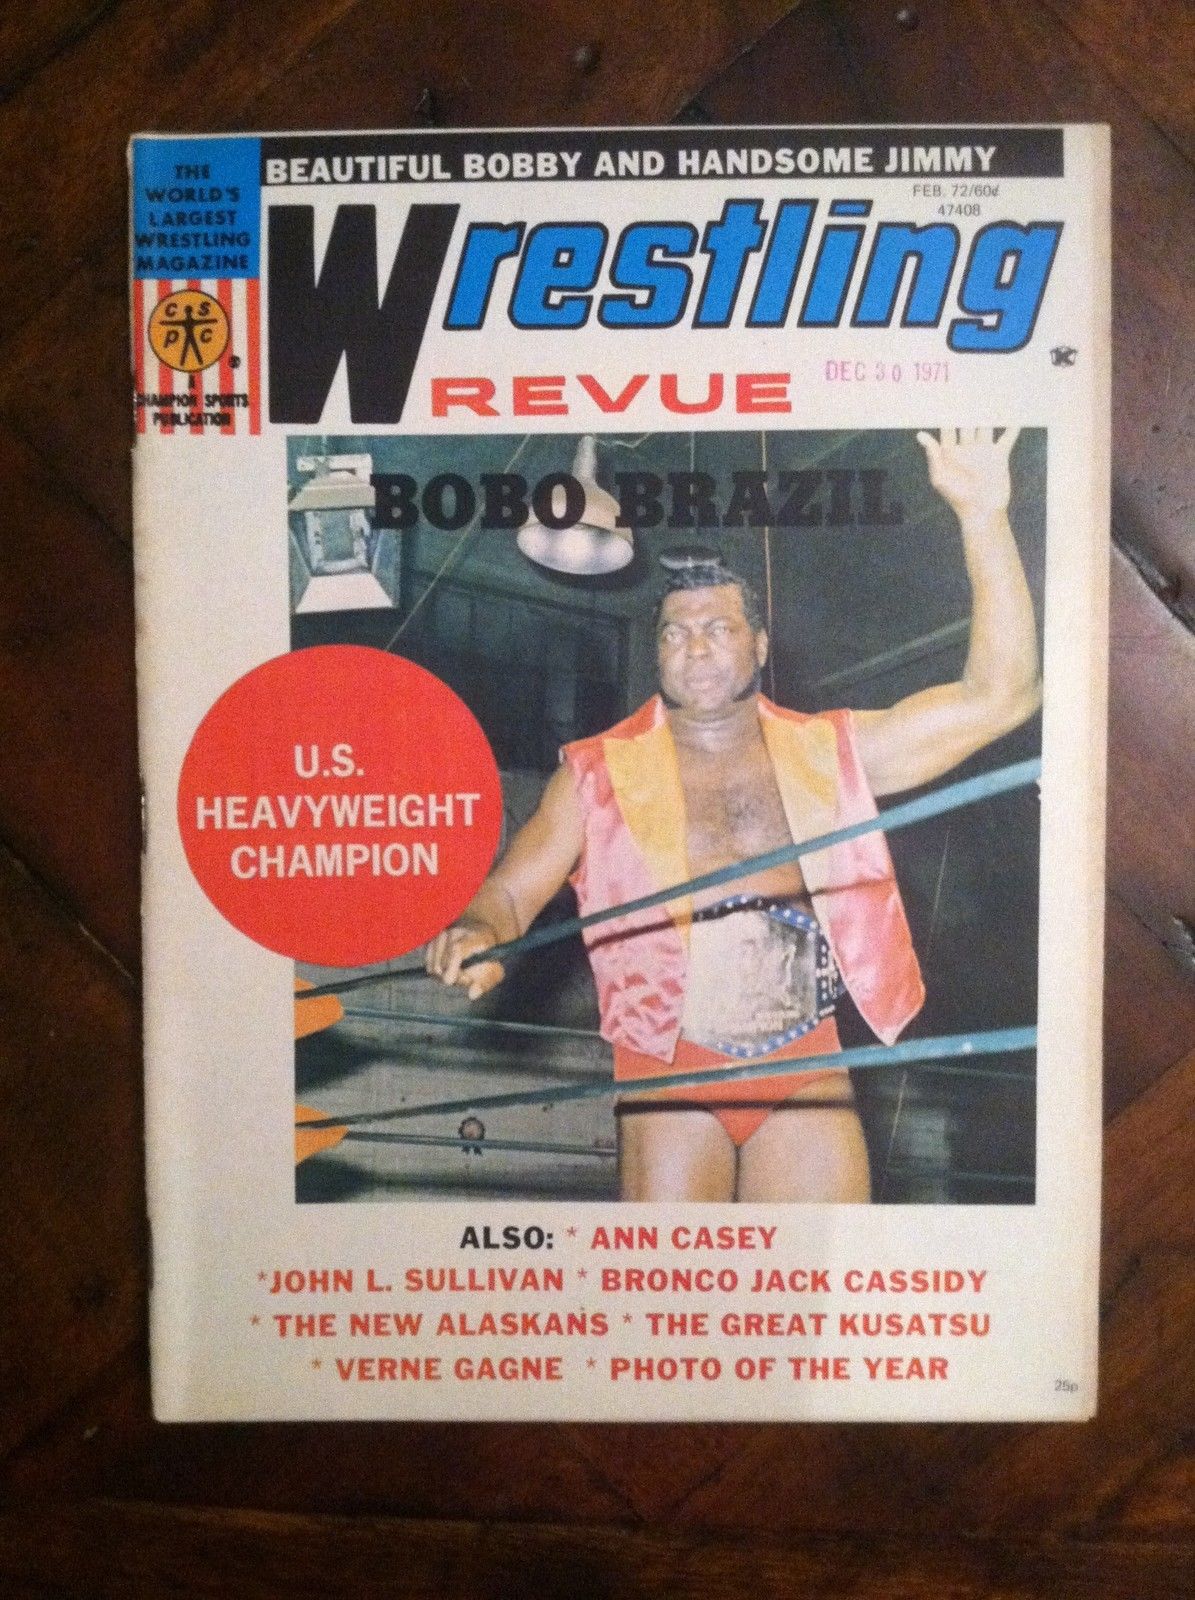 BEAUTIFUL BOBBY AND HANDSOME JIMMY
THE
WORLD'S
LARGEST
WRESTLING
MAGAZINE
FEB. 72/60¢
47408
Wrestling
REVUE
DEC 30 1971
C S
P C
®
A
CHAMPION SPORTS
PUBLICATION
K
BOBO BRAZIL
U.S.
HEAVYWEIGHT
CHAMPION
ALSO: * ANN CASEY
*JOHN L. SULLIVAN * BRONCO JACK CASSIDY
* THE NEW ALASKANS * THE GREAT KUSATSU
* VERNE GAGNE * PHOTO OF THE YEAR
25p